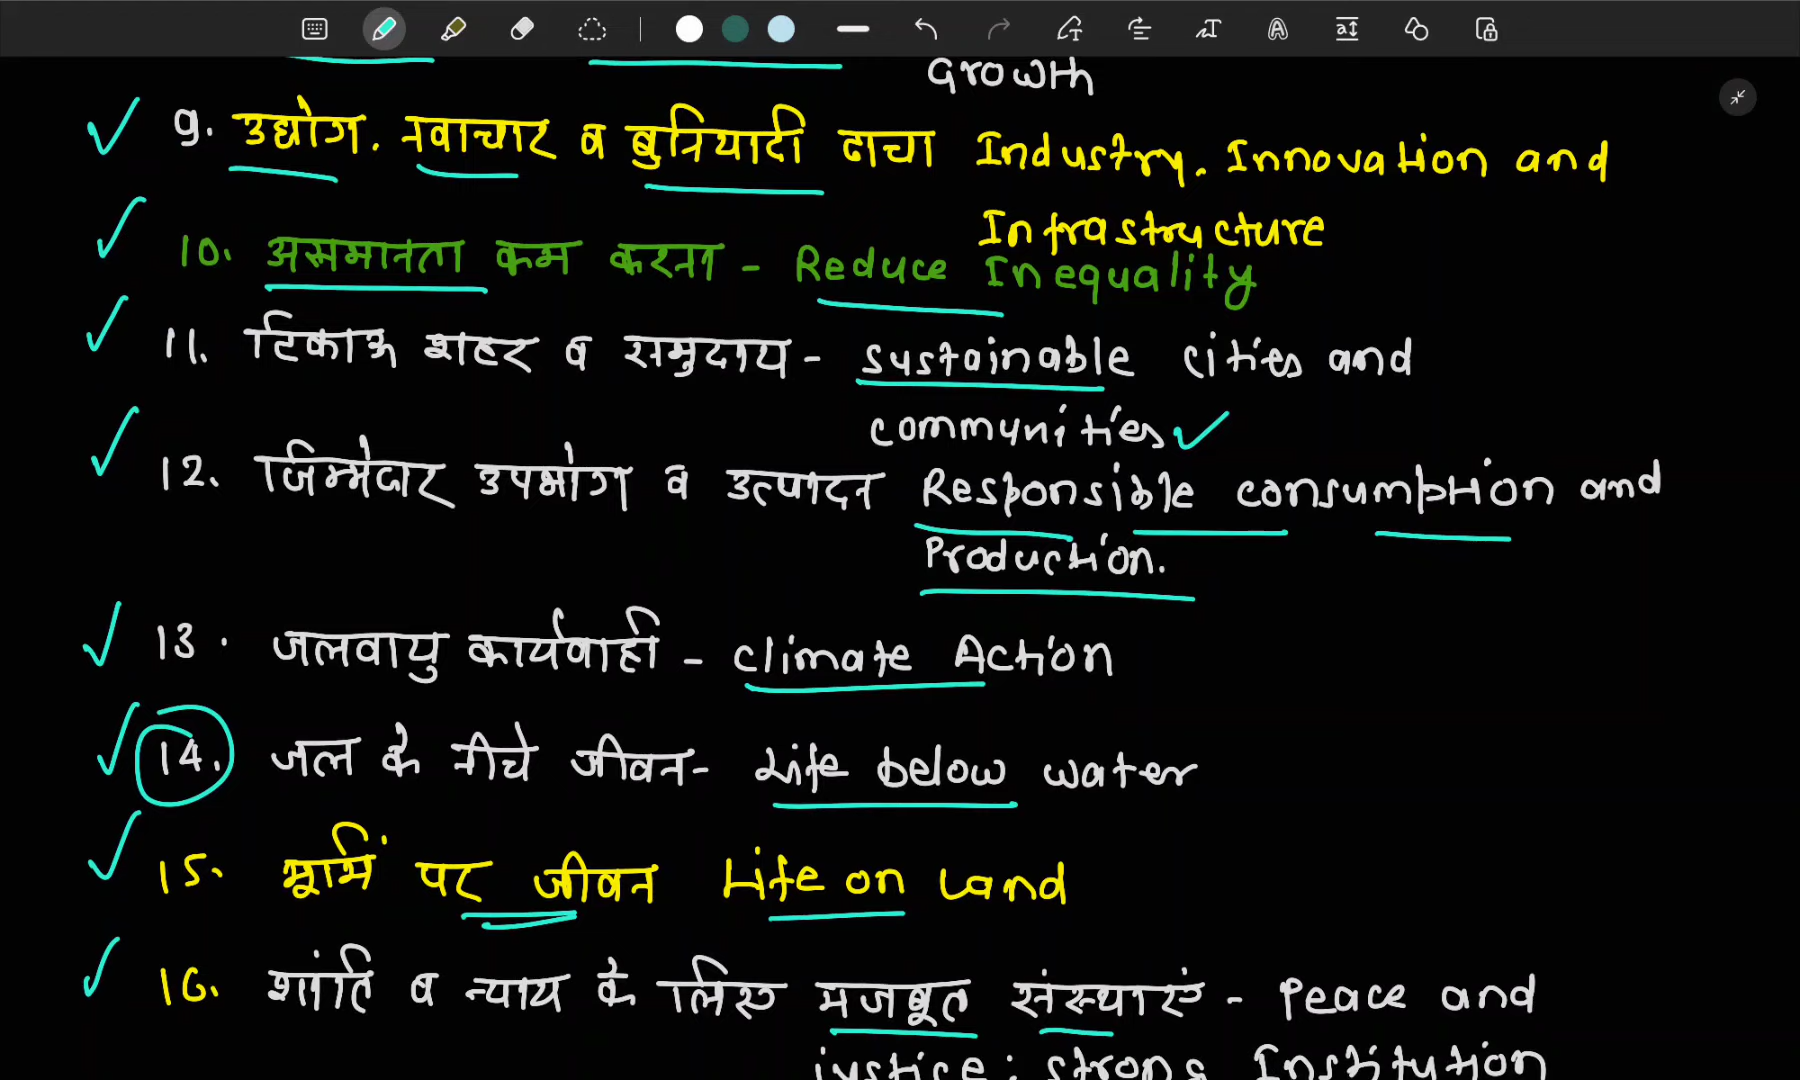 Growth
9. उद्योग. नवाचार व बुनियादी ढाचा Industry. Innovation and
Infrastructure
10. असमानता कम करना - Reduce Inequality
11. टिकाऊ शहर व समुदाय - sustainable cities and
communities
12. जिम्मेदार उपभोग व उत्पादन Responsible consumption and
Production.
13. जलवायु कार्यवाही - climate Action
14. जल के नीचे जीवन - Life below water
15. भूमिं पर जीवन Life on Land
16. शांति व न्याय के लिए मजबूत संस्थाएं - Peace and
justice; strong Institution